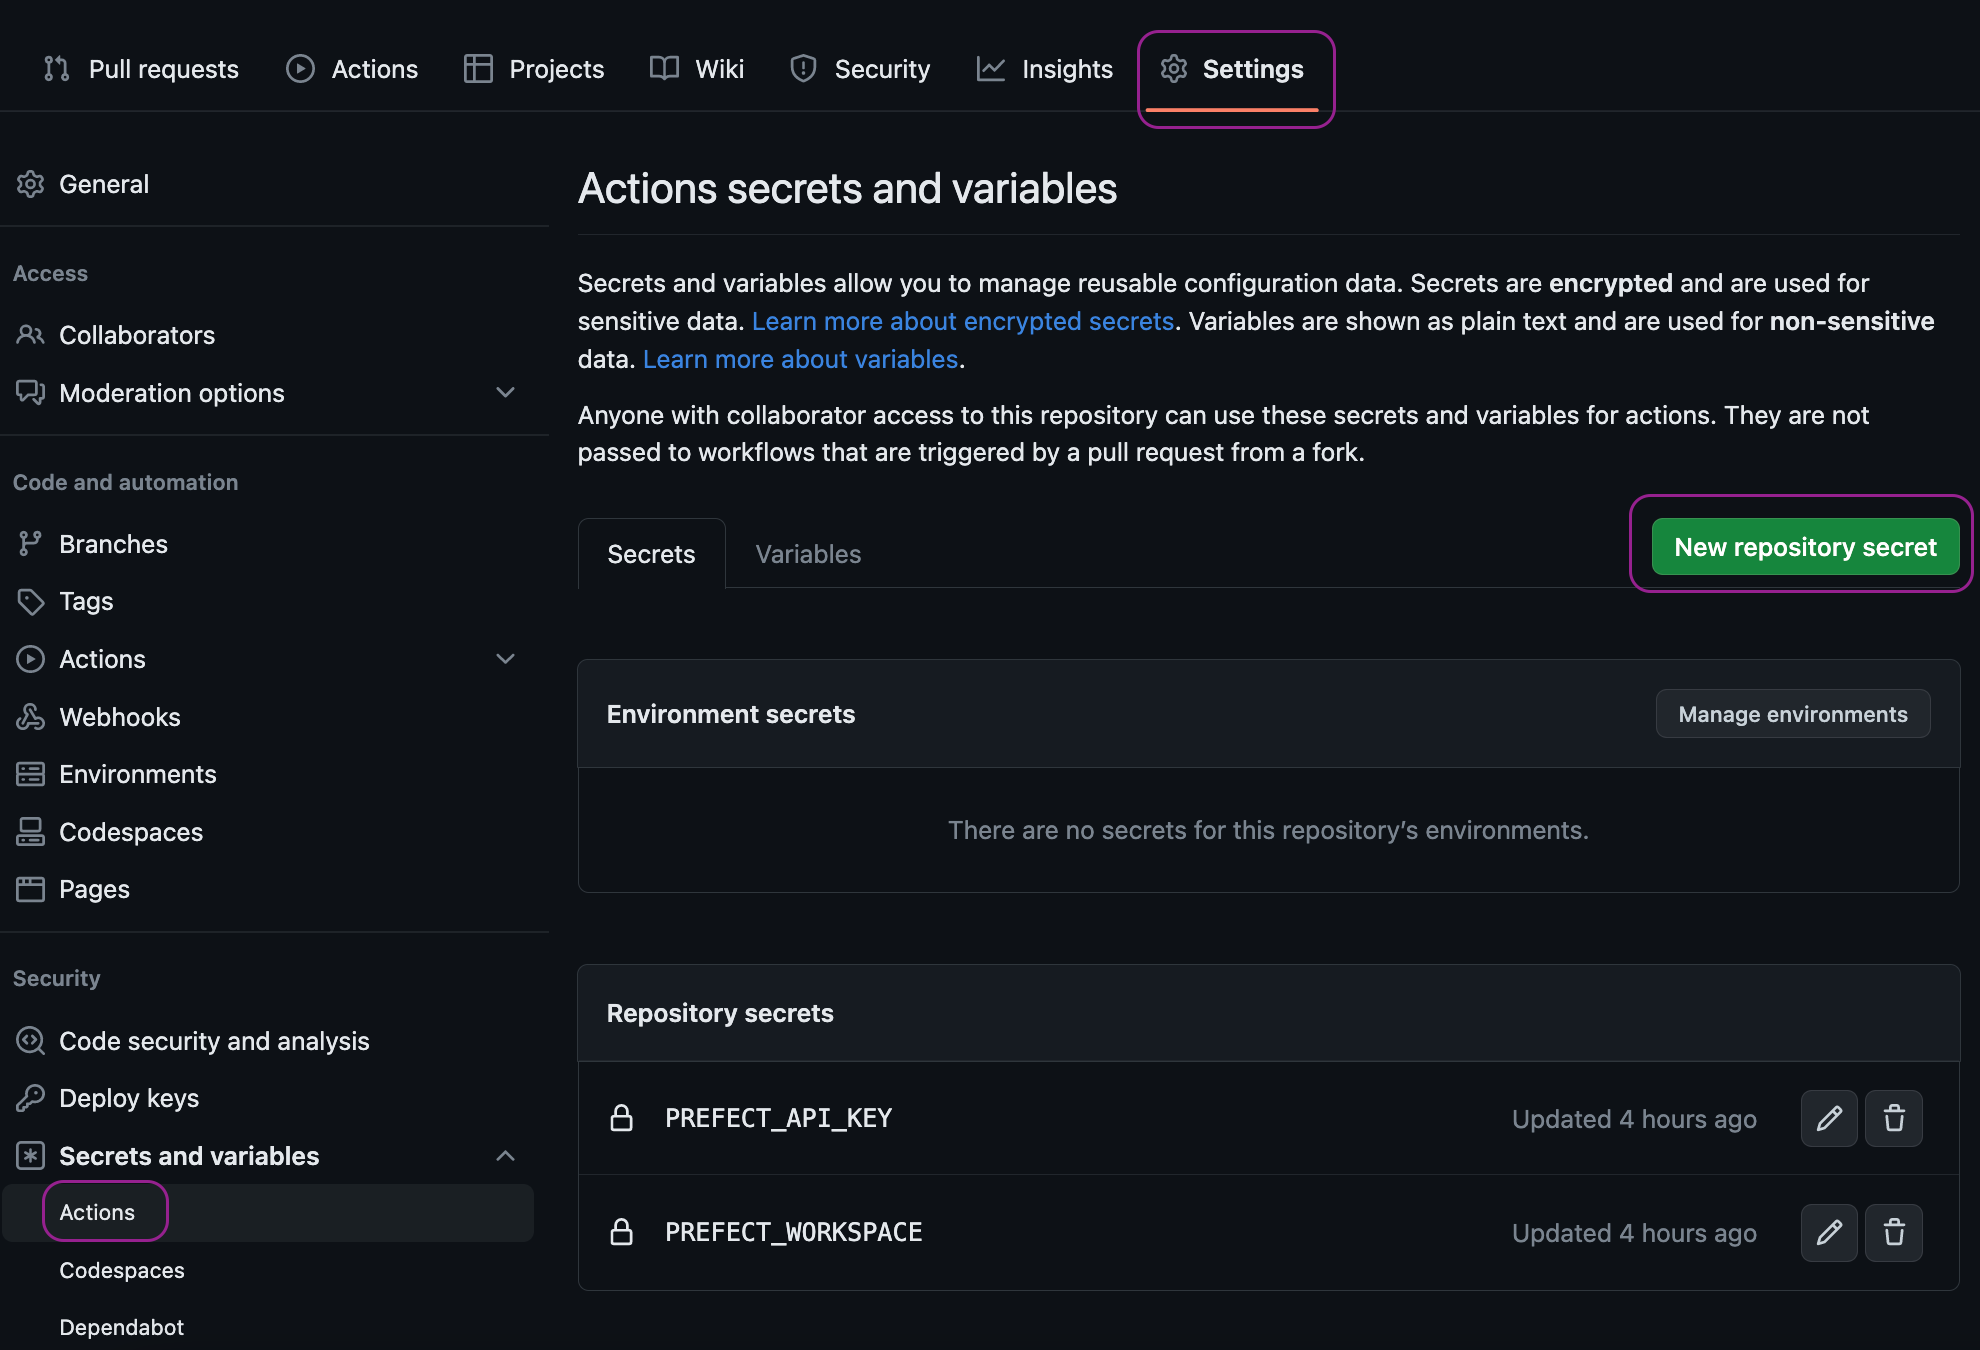 Pull requests
Actions
Projects
Wiki
Security
Insights
Settings
General
Access
Collaborators
Moderation options
Code and automation
Branches
Tags
Actions
Webhooks
Environments
Codespaces
Pages
Security
Code security and analysis
Deploy keys
Secrets and variables
Actions
Codespaces
Dependabot
Actions secrets and variables
Secrets and variables allow you to manage reusable configuration data. Secrets are encrypted and are used for
sensitive data. Learn more about encrypted secrets. Variables are shown as plain text and are used for non-sensitive
data. Learn more about variables.
Anyone with collaborator access to this repository can use these secrets and variables for actions. They are not
passed to workflows that are triggered by a pull request from a fork.
Secrets
Variables
New repository secret
Environment secrets
Manage environments
There are no secrets for this repository’s environments.
Repository secrets
PREFECT_API_KEY
Updated 4 hours ago
PREFECT_WORKSPACE
Updated 4 hours ago